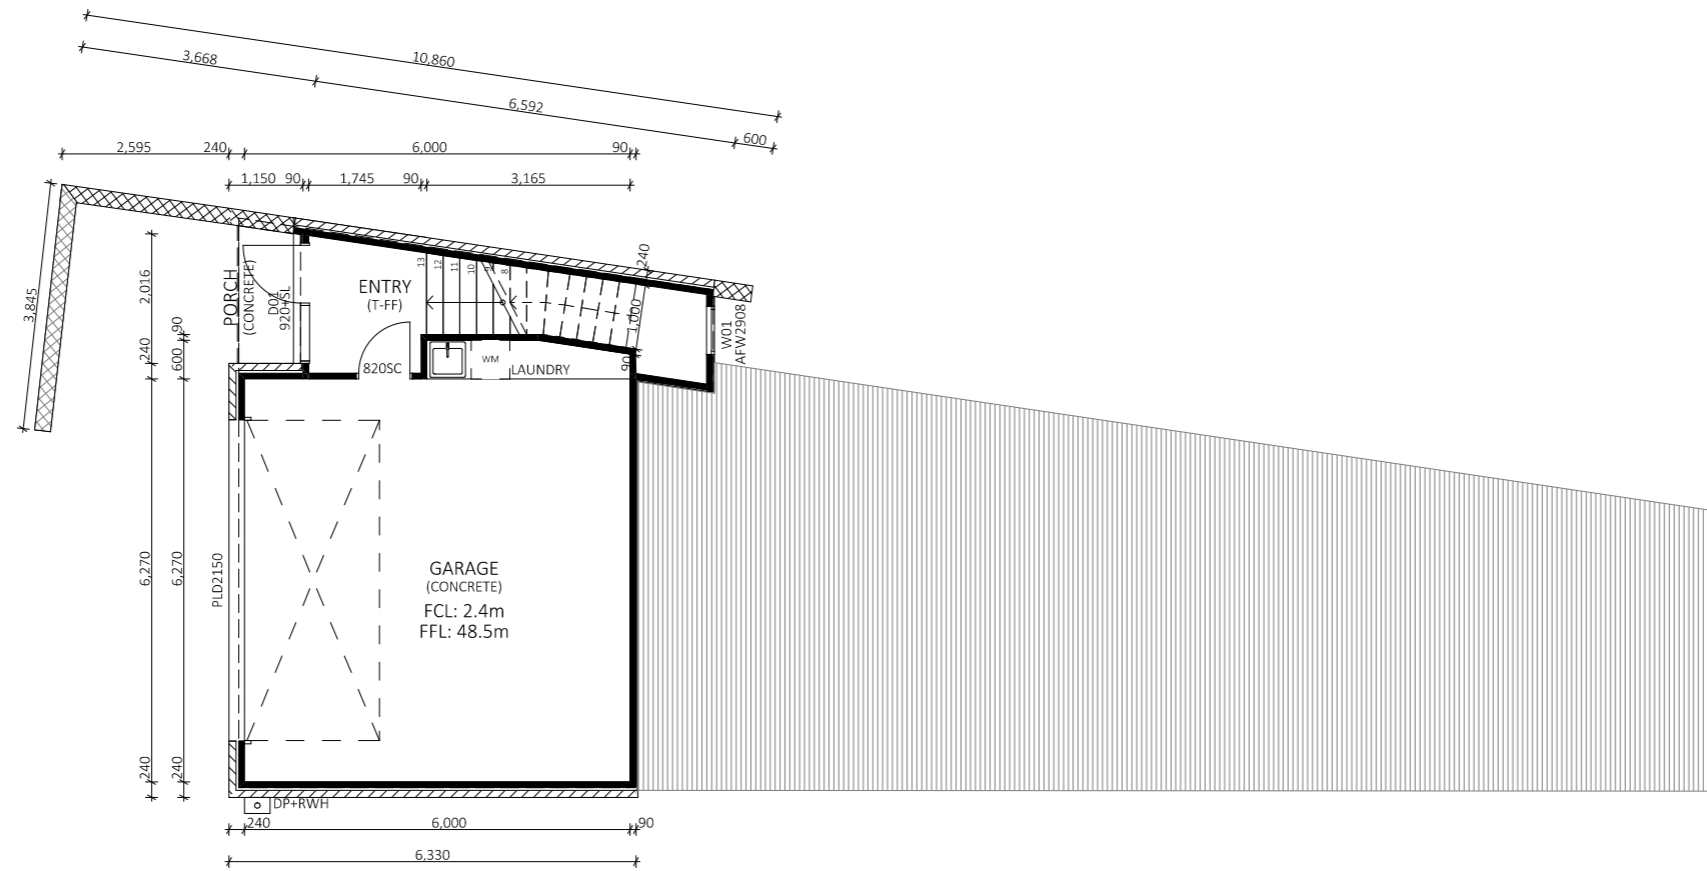 10,860
3,668
6,592
600
2,595
240
6,000
90
1,150
90
1,745
90
3,165
3,845
2,016
240
90
600
6,270
6,270
240
240
PORCH
(CONCRETE)
D01
920+SL
ENTRY
(T-FF)
13
12
11
10
9
8
240
1,000
90
W01
AFW2908
820SC
WM
LAUNDRY
PLD2150
GARAGE
(CONCRETE)
FCL: 2.4m
FFL: 48.5m
DP+RWH
240
6,000
90
6,330